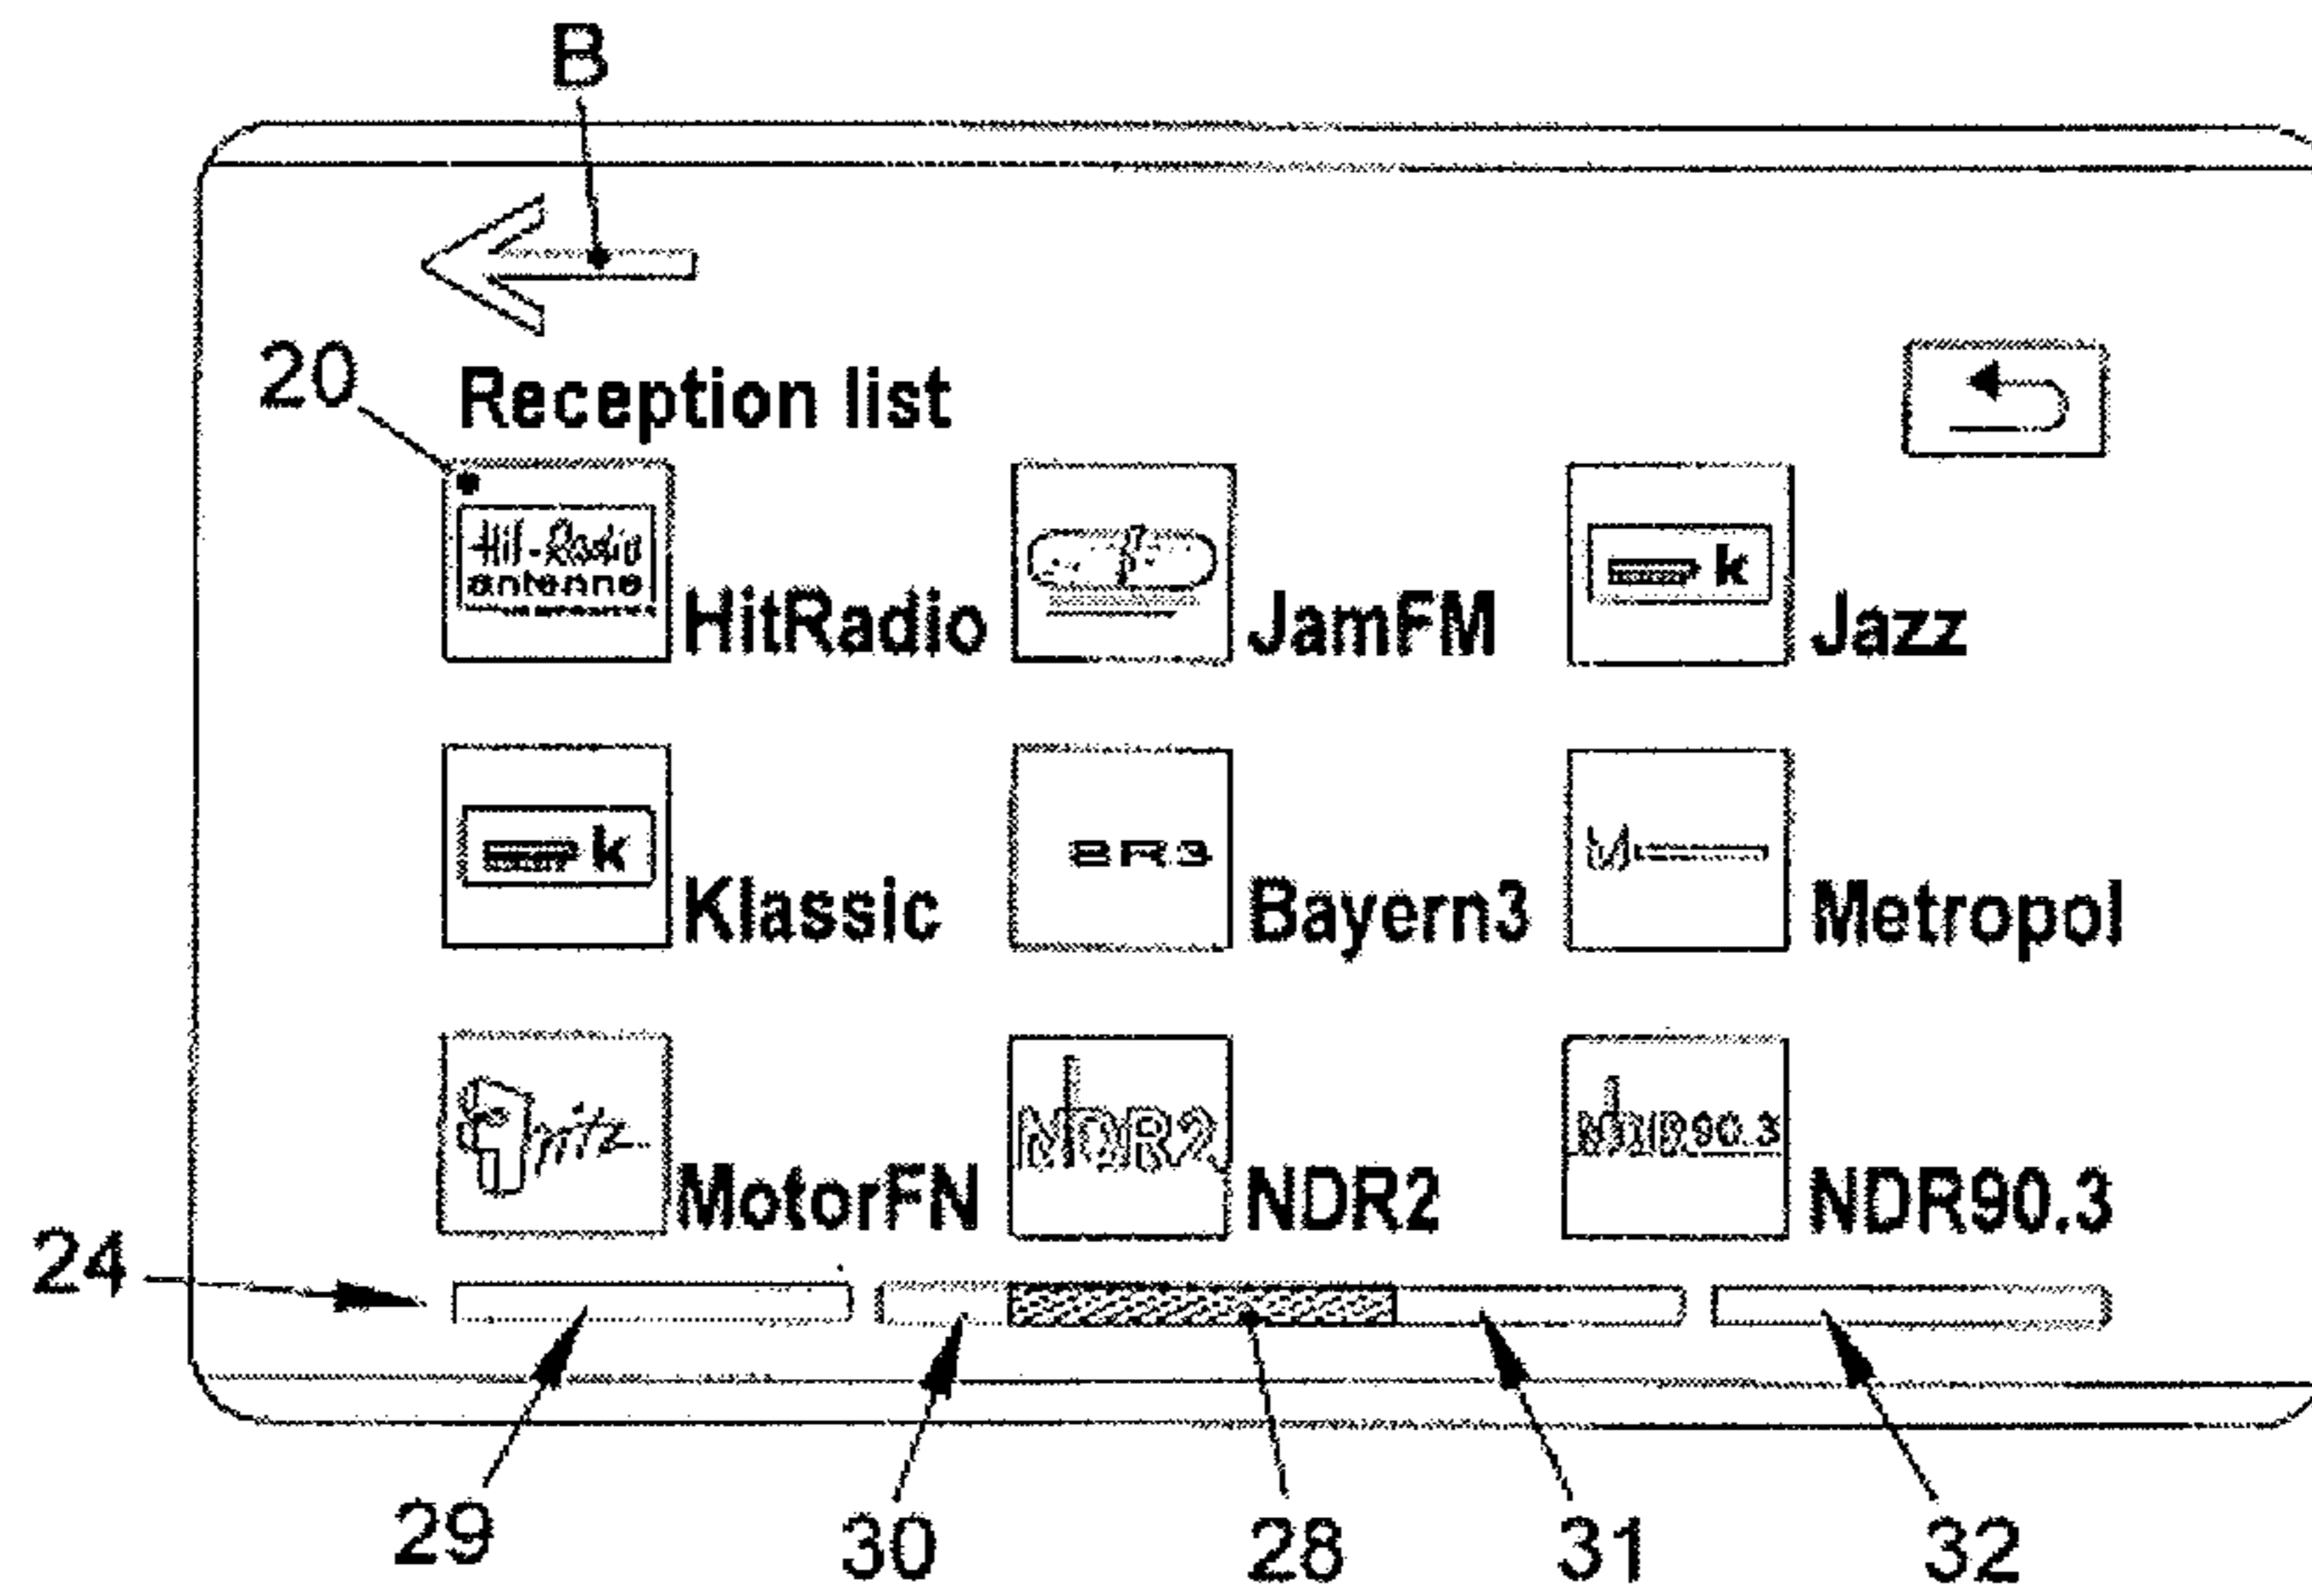 B
20
Reception list
Hit-Radio
antenne
HitRadio
JamFM
k
Jazz
k
Klassic
BR3
Bayern3
Metropol
Fritz
MotorFN
NDR2
NDR2
NDR90.3
NDR90.3
24
29
30
28
31
32